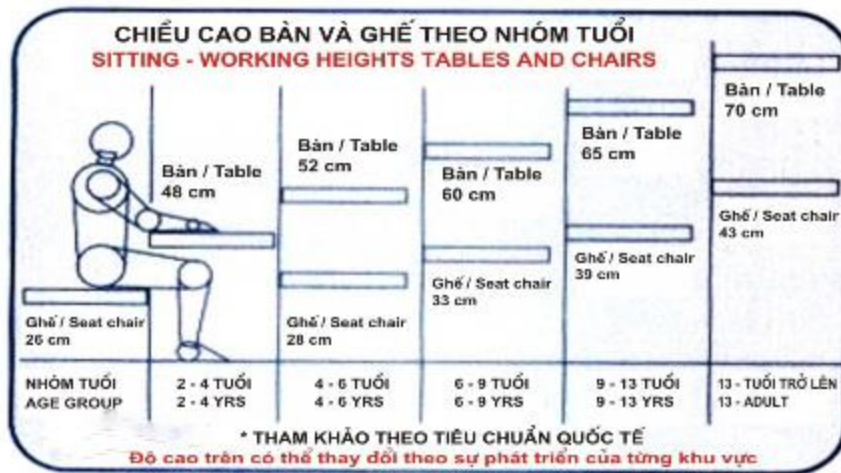 CHIỀU CAO BÀN VÀ GHẾ THEO NHÓM TUỔI
SITTING - WORKING HEIGHTS TABLES AND CHAIRS
Bàn / Table
48 cm
Bàn / Table
52 cm
Bàn / Table
60 cm
Bàn / Table
65 cm
Bàn / Table
70 cm
Ghế / Seat chair
26 cm
Ghế / Seat chair
28 cm
Ghế / Seat chair
33 cm
Ghế / Seat chair
39 cm
Ghế / Seat chair
43 cm
NHÓM TUỔI 2 - 4 TUỔI 4 - 6 TUỔI 6 - 9 TUỔI 9 - 13 TUỔI 13 - TUỔI TRỞ LÊN
AGE GROUP 2 - 4 YRS 4 - 6 YRS 6 - 9 YRS 9 - 13 YRS 13 - ADULT
* THAM KHẢO THEO TIÊU CHUẨN QUỐC TẾ
Độ cao trên có thể thay đổi theo sự phát triển của từng khu vực